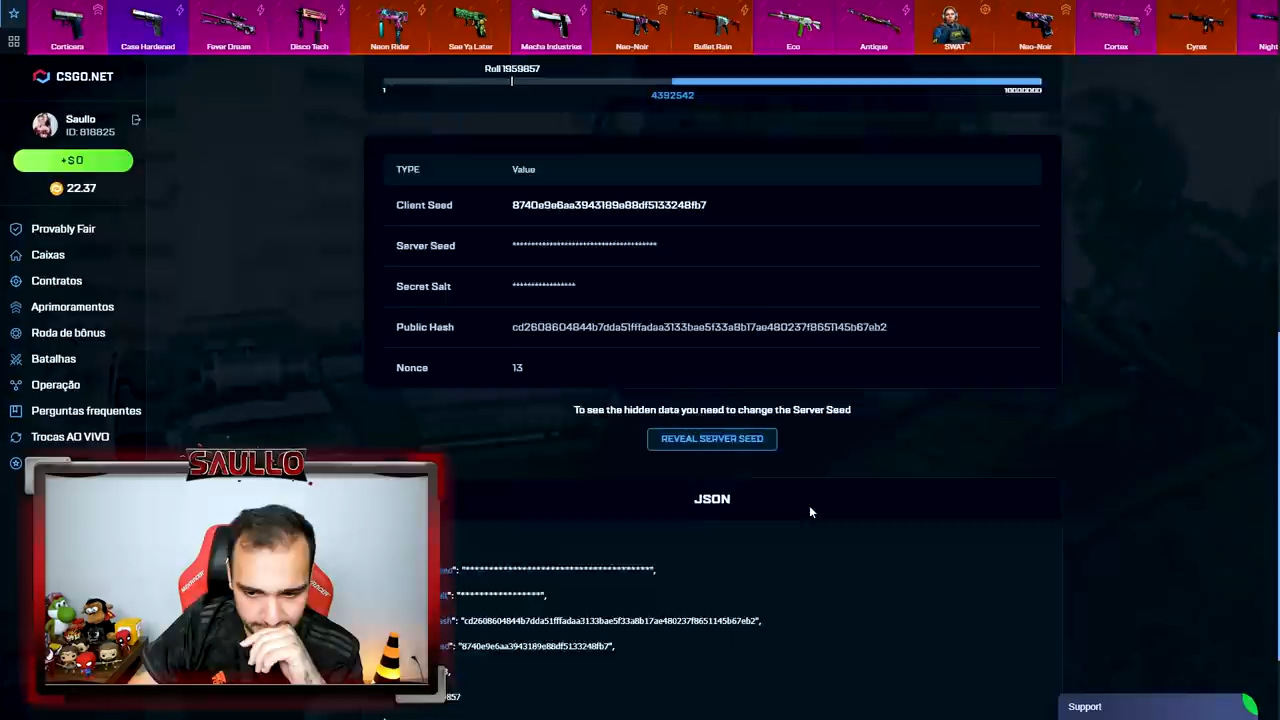 Corticera
Case Hardened
Fever Dream
Disco Tech
Neon Rider
See Ya Later
Mecha Industries
Neo-Noir
Bullet Rain
Eco
Antique
SWAT
Neo-Noir
Cortex
Cyrex
Night
CSGO.NET
Saullo
ID: 818825
+$0
22.37
Provably Fair
Caixas
Contratos
Aprimoramentos
Roda de bônus
Batalhas
Operação
Perguntas frequentes
Trocas AO VIVO
Roll 1959857
1
10000000
4392542
TYPE Value
Client Seed 8740e9e6aa3943189e88df5133248fb7
Server Seed **************************************
Secret Salt ****************
Public Hash cd2608604844b7dda51fffadaa3133bae5f33a8b17ae480237f8651145b67eb2
Nonce 13
To see the hidden data you need to change the Server Seed
REVEAL SERVER SEED
JSON
": "cd2608604844b7dda51fffadaa3133bae5f33a8b17ae480237f8651145b67eb2",
": "8740e9e6aa3943189e88df5133248fb7",
857
SAULLO
Support